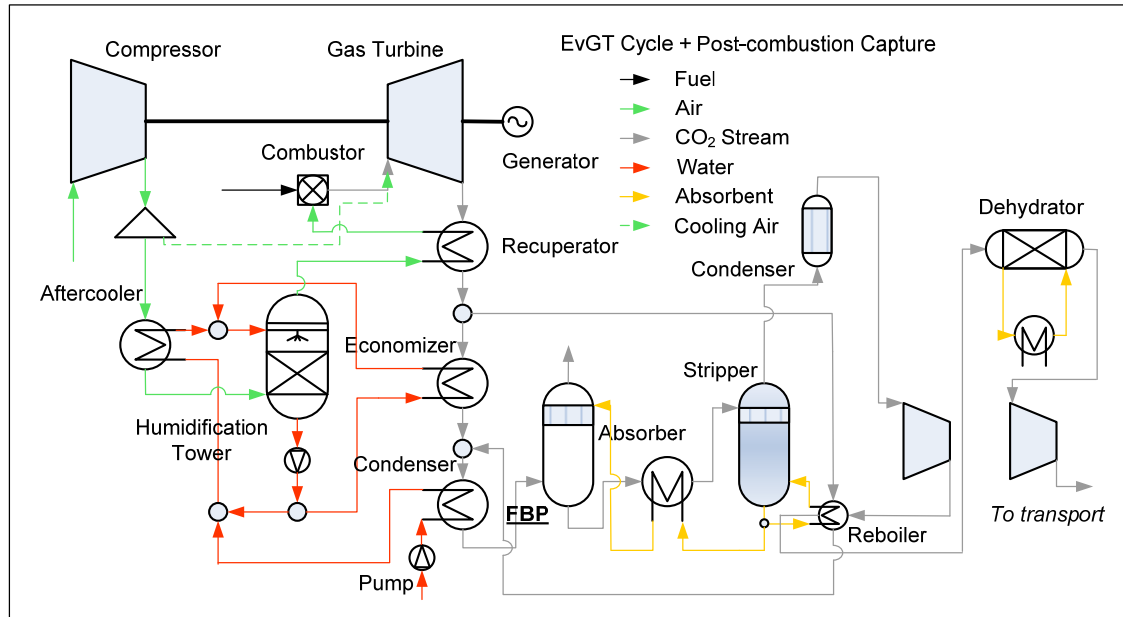 Compressor
Gas Turbine
EvGT Cycle + Post-combustion Capture
Fuel
Air
CO₂ Stream
Water
Absorbent
Cooling Air
Combustor
Generator
Recuperator
Dehydrator
Condenser
Aftercooler
Economizer
Stripper
Humidification
Tower
Absorber
Condenser
FBP
Reboiler
To transport
Pump